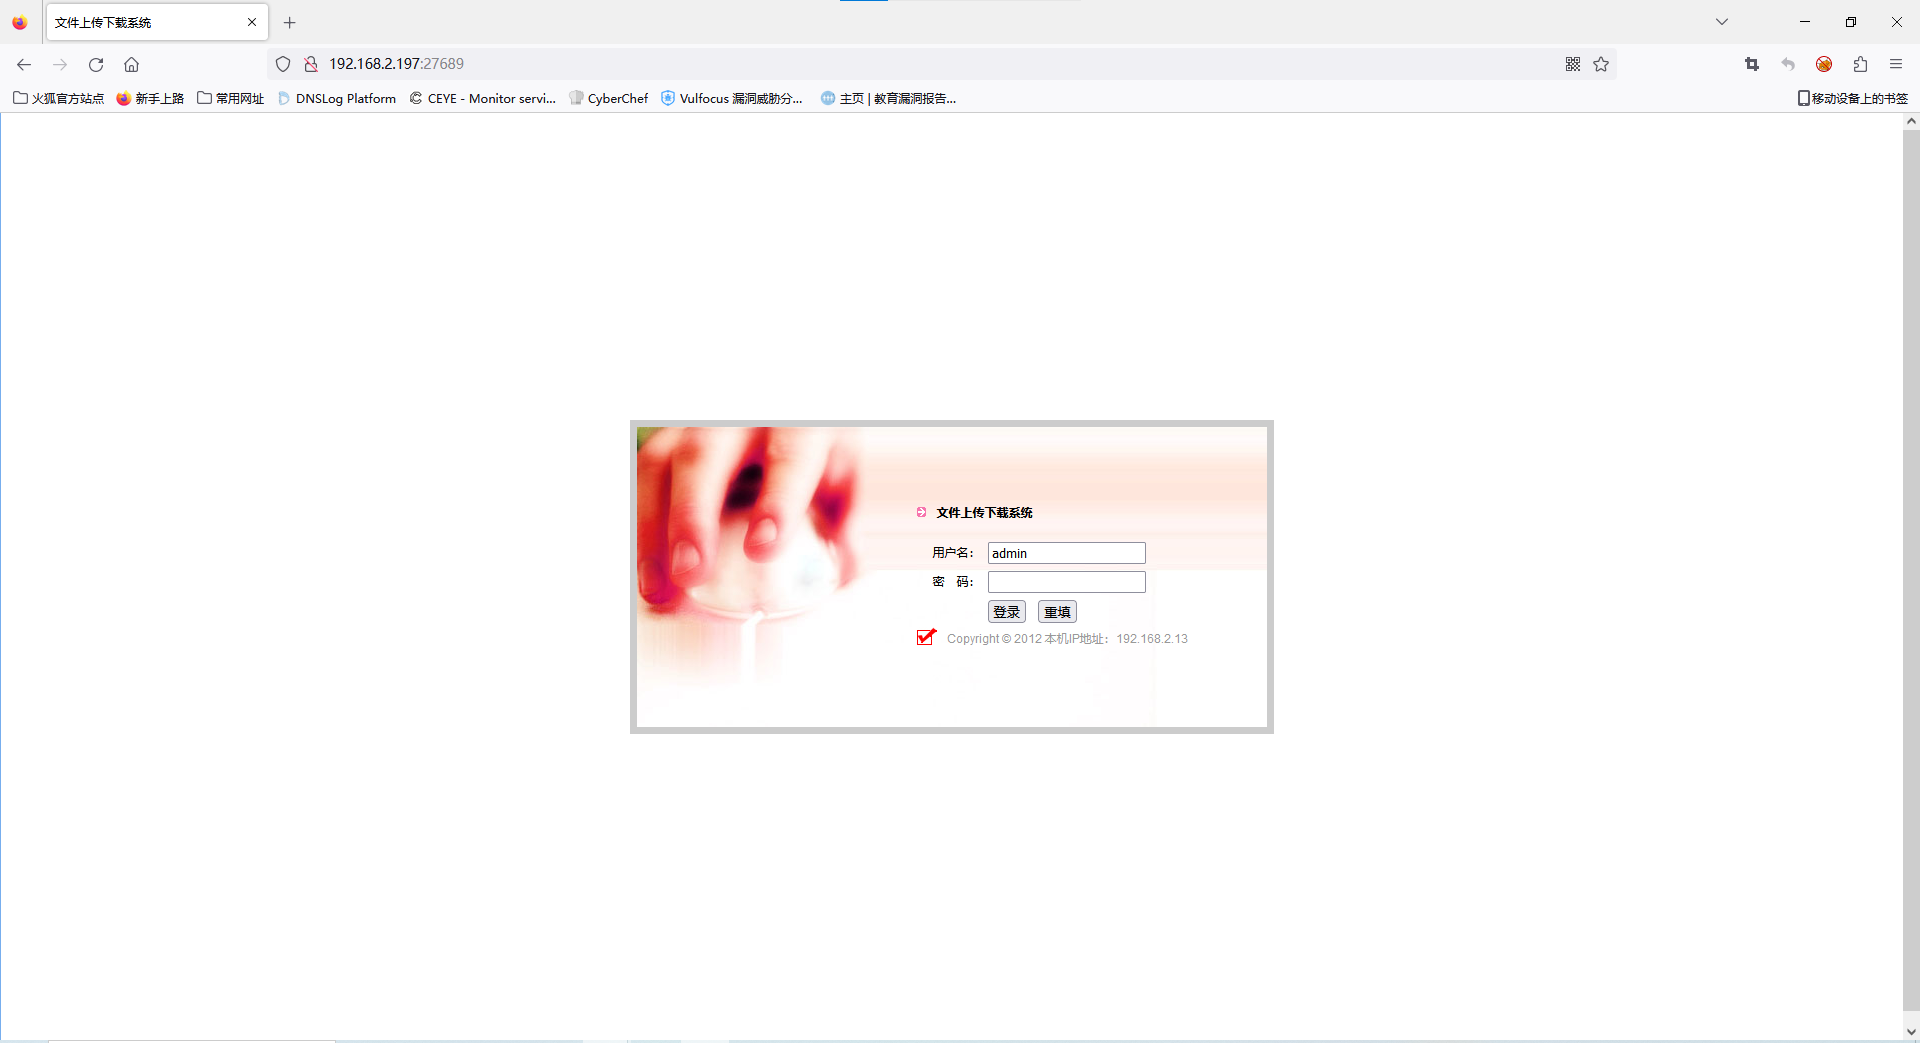 文件上传下载系统
192.168.2.197:27689
火狐官方站点 新手上路 常用网址 DNSLog Platform CEYE - Monitor servi... CyberChef Vulfocus 漏洞威胁分... 主页 | 教育漏洞报告... 移动设备上的书签
文件上传下载系统
用户名： admin
密 码：
登录 重填
Copyright © 2012 本机IP地址： 192.168.2.13